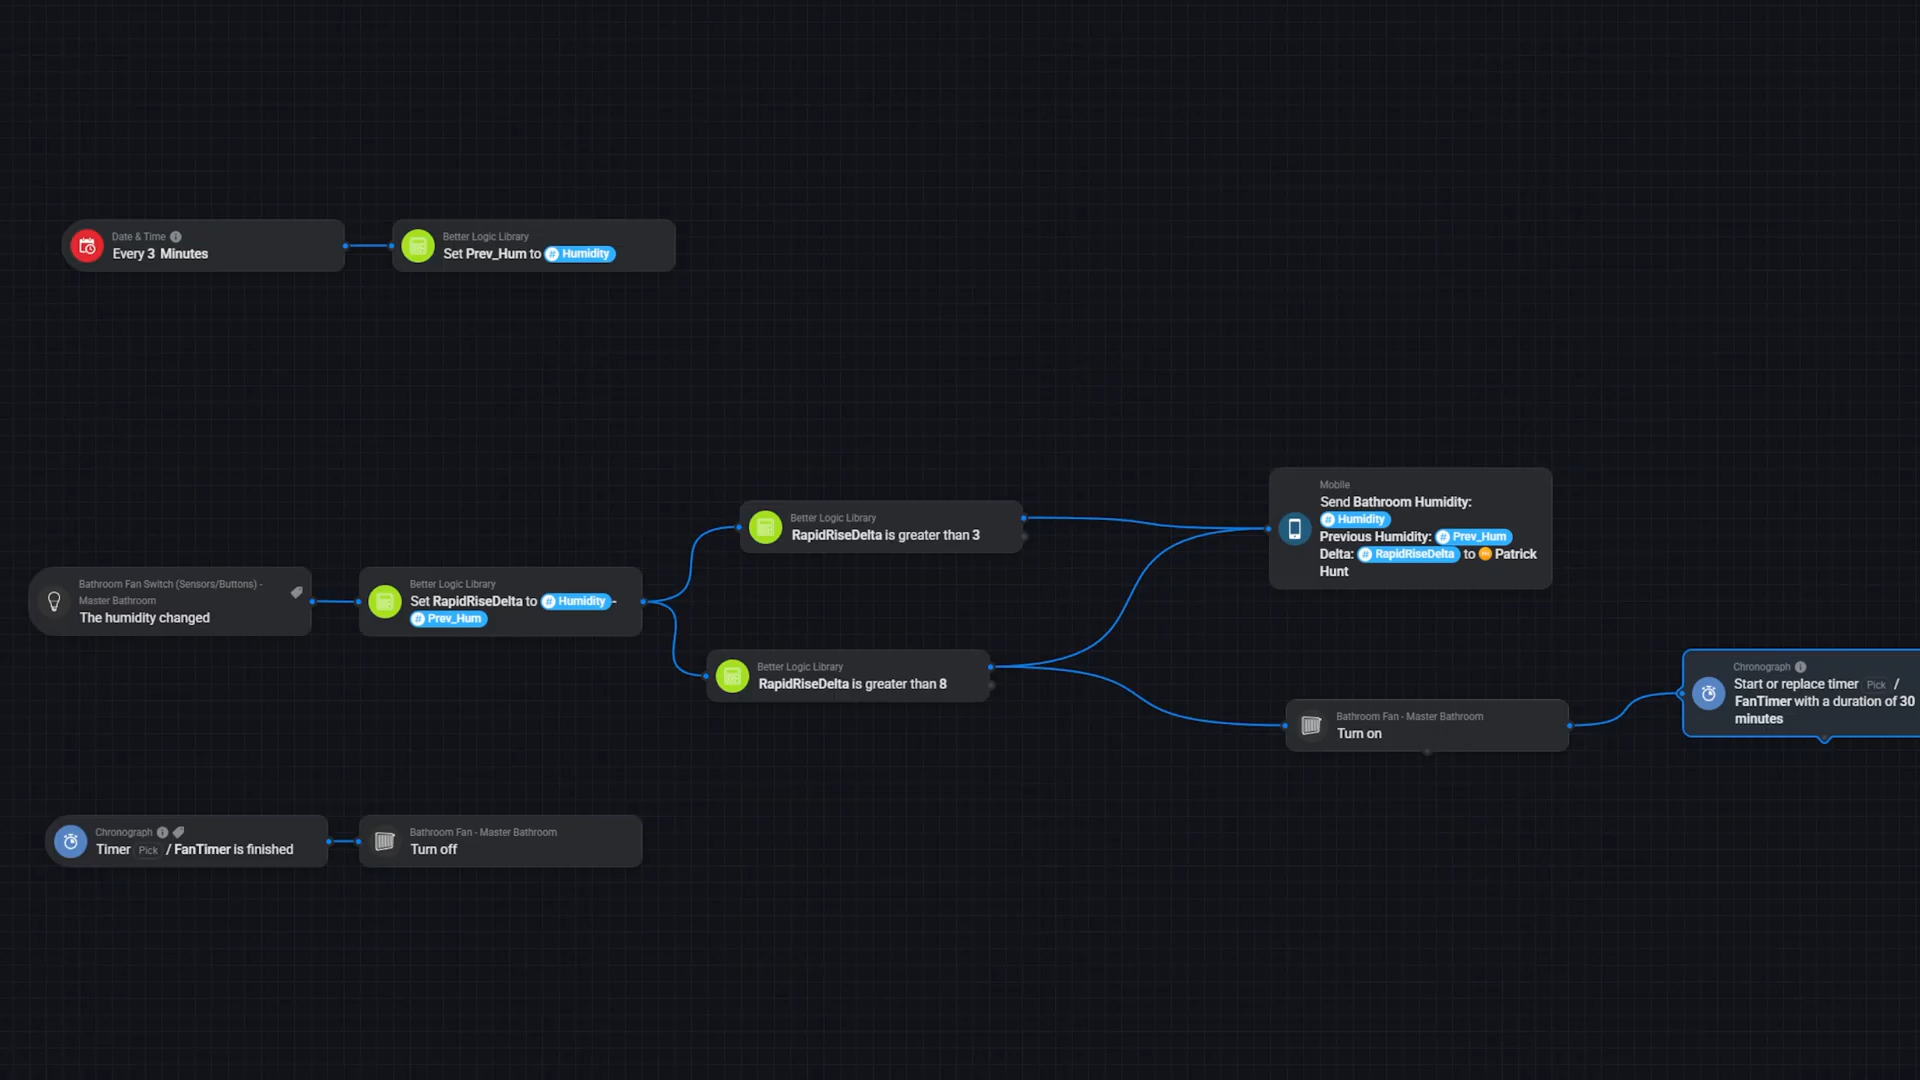 Date & Time
Every 3 Minutes
Better Logic Library
Set Prev_Hum to # Humidity
Bathroom Fan Switch (Sensors/Buttons) -
Master Bathroom
The humidity changed
Better Logic Library
Set RapidRiseDelta to # Humidity -
# Prev_Hum
Better Logic Library
RapidRiseDelta is greater than 3
Better Logic Library
RapidRiseDelta is greater than 8
Mobile
Send Bathroom Humidity:
# Humidity
Previous Humidity: # Prev_Hum
Delta: # RapidRiseDelta to Patrick
Hunt
Bathroom Fan - Master Bathroom
Turn on
Chronograph
Start or replace timer Pick /
FanTimer with a duration of 30
minutes
Chronograph
Timer Pick / FanTimer is finished
Bathroom Fan - Master Bathroom
Turn off